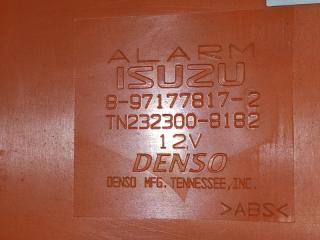 ALARM
ISUZU
8-97177817-2
TN232300-8182
12V
DENSO
DENSO MFG. TENNESSEE, INC.
>ABS<